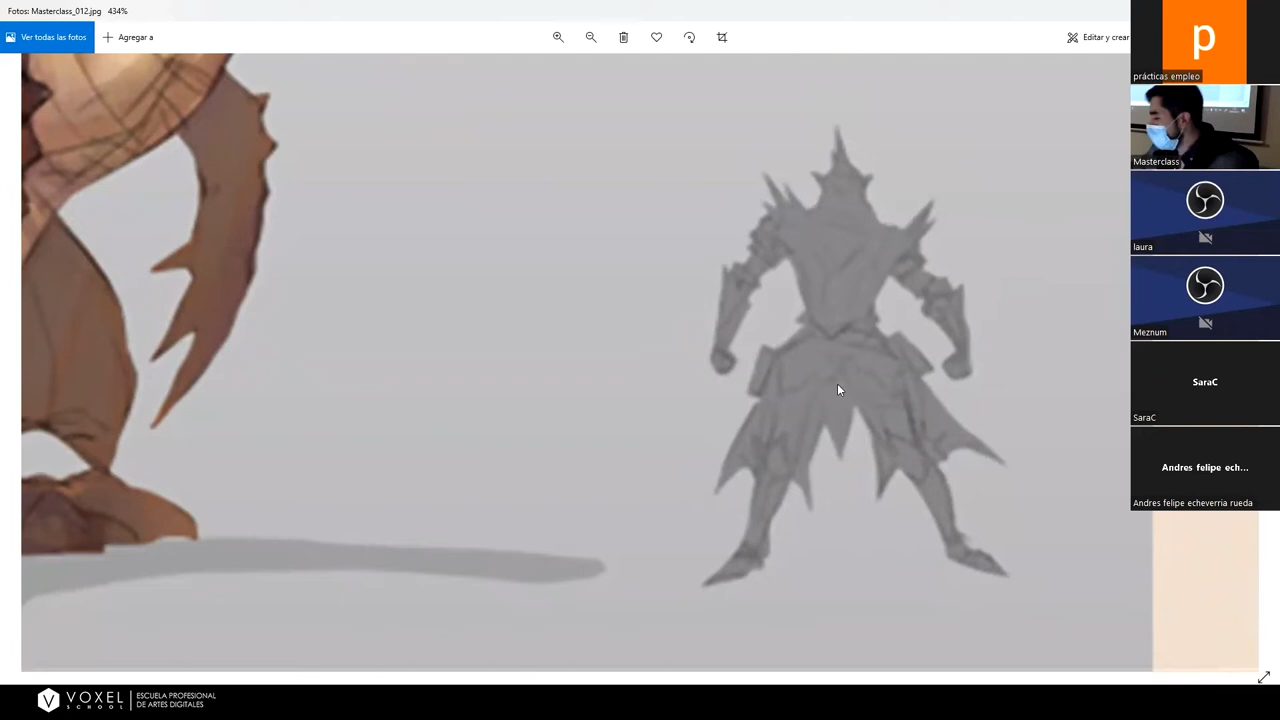 Fotos: Masterclass_012.jpg 434%
Ver todas las fotos
Agregar a
Editar y crear
p
prácticas empleo
Masterclass
laura
Meznum
SaraC
SaraC
Andres felipe ech...
Andres felipe echeverria rueda
VOXEL
SCHOOL
ESCUELA PROFESIONAL
DE ARTES DIGITALES